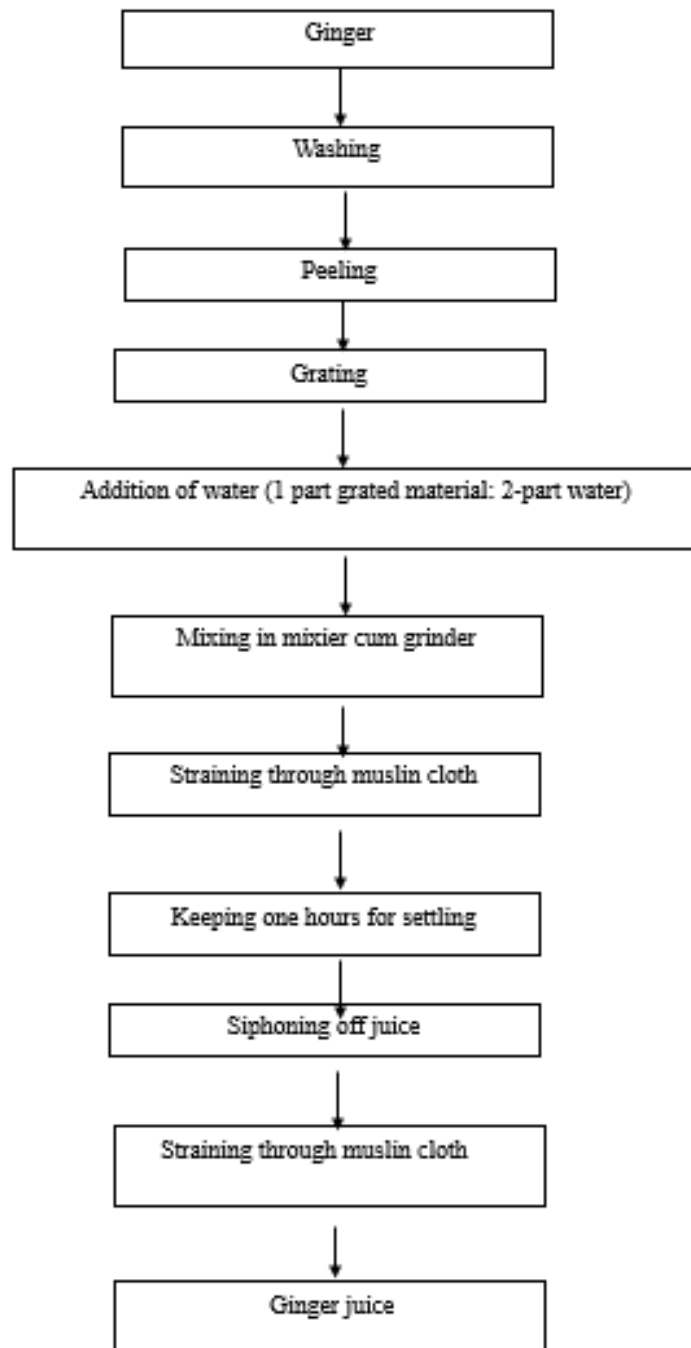 Ginger
Washing
Peeling
Grating
Addition of water (1 part grated material: 2-part water)
Mixing in mixier cum grinder
Straining through muslin cloth
Keeping one hours for settling
Siphoning off juice
Straining through muslin cloth
Ginger juice